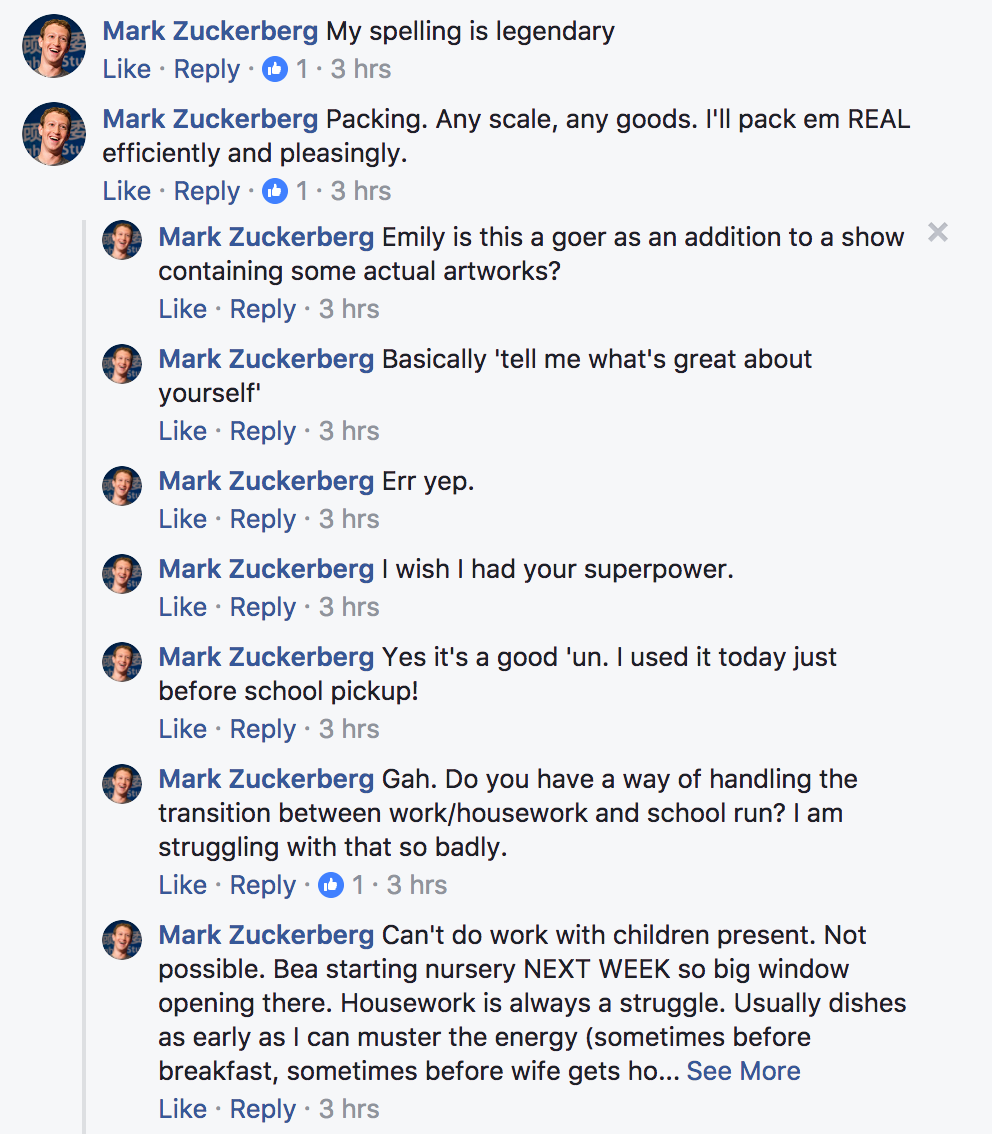 Mark Zuckerberg My spelling is legendary
Like · Reply · 1 · 3 hrs
Mark Zuckerberg Packing. Any scale, any goods. I'll pack em REAL
efficiently and pleasingly.
Like · Reply · 1 · 3 hrs
Mark Zuckerberg Emily is this a goer as an addition to a show
containing some actual artworks?
Like · Reply · 3 hrs
Mark Zuckerberg Basically 'tell me what's great about
yourself'
Like · Reply · 3 hrs
Mark Zuckerberg Err yep.
Like · Reply · 3 hrs
Mark Zuckerberg I wish I had your superpower.
Like · Reply · 3 hrs
Mark Zuckerberg Yes it's a good 'un. I used it today just
before school pickup!
Like · Reply · 3 hrs
Mark Zuckerberg Gah. Do you have a way of handling the
transition between work/housework and school run? I am
struggling with that so badly.
Like · Reply · 1 · 3 hrs
Mark Zuckerberg Can't do work with children present. Not
possible. Bea starting nursery NEXT WEEK so big window
opening there. Housework is always a struggle. Usually dishes
as early as I can muster the energy (sometimes before
breakfast, sometimes before wife gets ho... See More
Like · Reply · 3 hrs